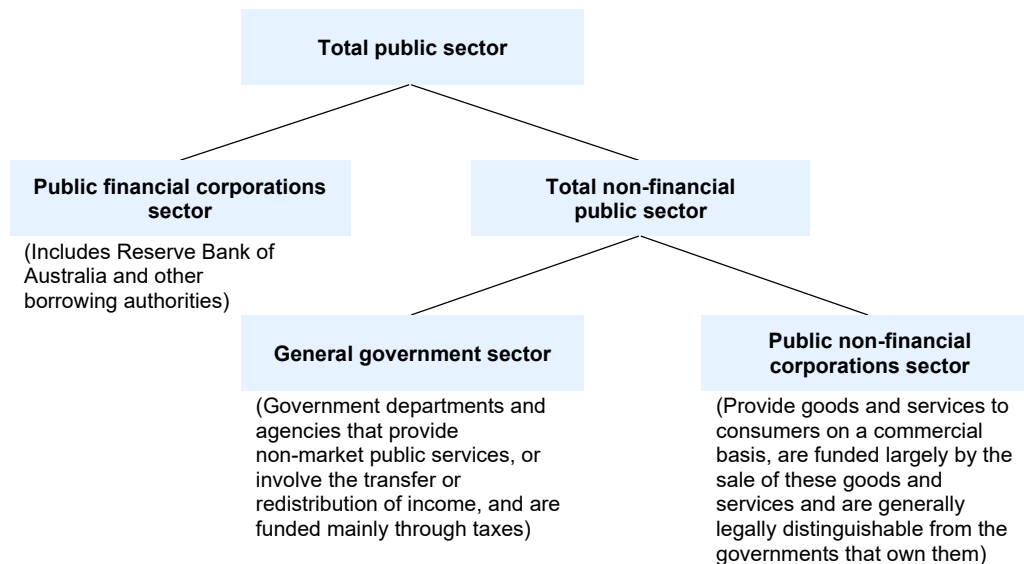 Total public sector
Public financial corporations
sector
(Includes Reserve Bank of
Australia and other
borrowing authorities)
Total non-financial
public sector
General government sector
(Government departments and
agencies that provide
non-market public services, or
involve the transfer or
redistribution of income, and are
funded mainly through taxes)
Public non-financial
corporations sector
(Provide goods and services to
consumers on a commercial
basis, are funded largely by the
sale of these goods and
services and are generally
legally distinguishable from the
governments that own them)